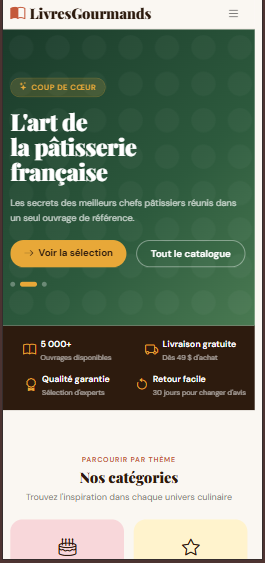 LivresGourmands
COUP DE CŒUR
L'art de
la pâtisserie
française
Les secrets des meilleurs chefs pâtissiers réunis dans
un seul ouvrage de référence.
→ Voir la sélection
Tout le catalogue
5 000+
Ouvrages disponibles
Livraison gratuite
Dès 49 $ d'achat
Qualité garantie
Sélection d'experts
Retour facile
30 jours pour changer d'avis
PARCOURIR PAR THÈME
Nos catégories
Trouvez l'inspiration dans chaque univers culinaire